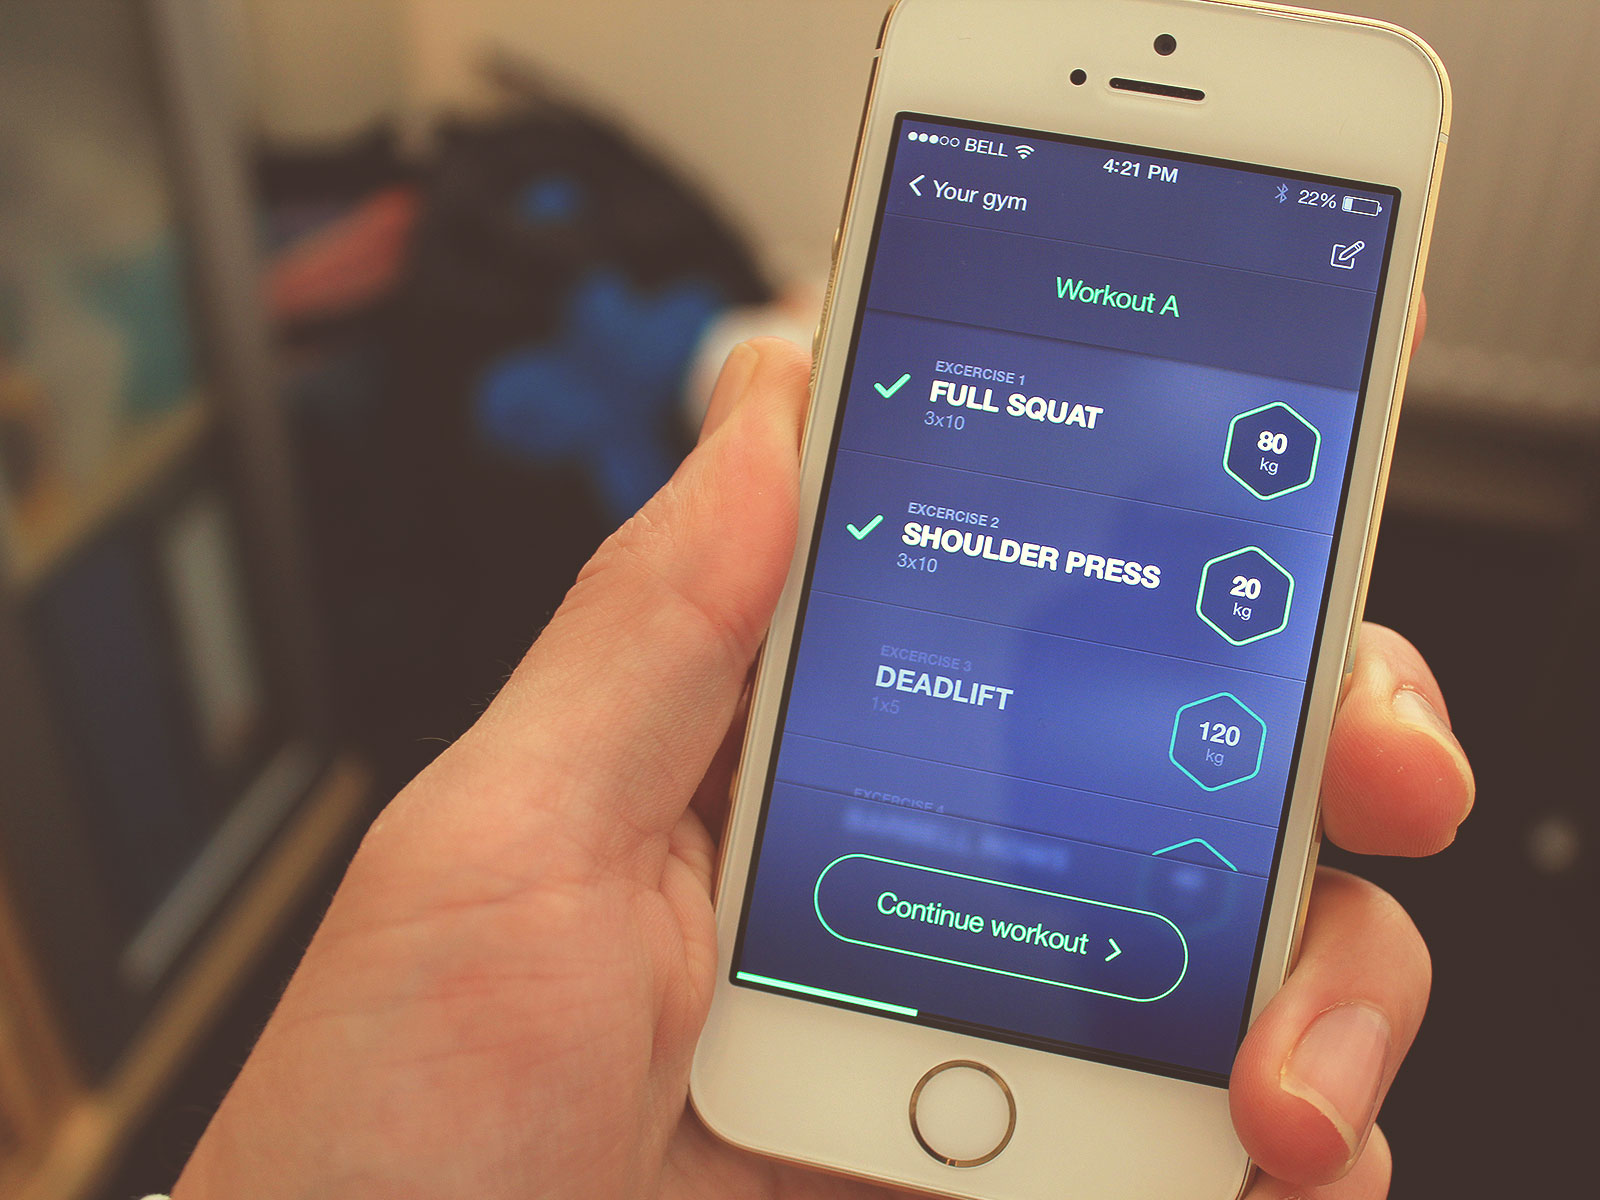 BELL 4:21 PM 22%
Your gym
Workout A
EXCERCISE 1
FULL SQUAT
3x10
80
kg
EXCERCISE 2
SHOULDER PRESS
3x10
20
kg
EXCERCISE 3
DEADLIFT
1x5
120
kg
EXCERCISE 4
Continue workout